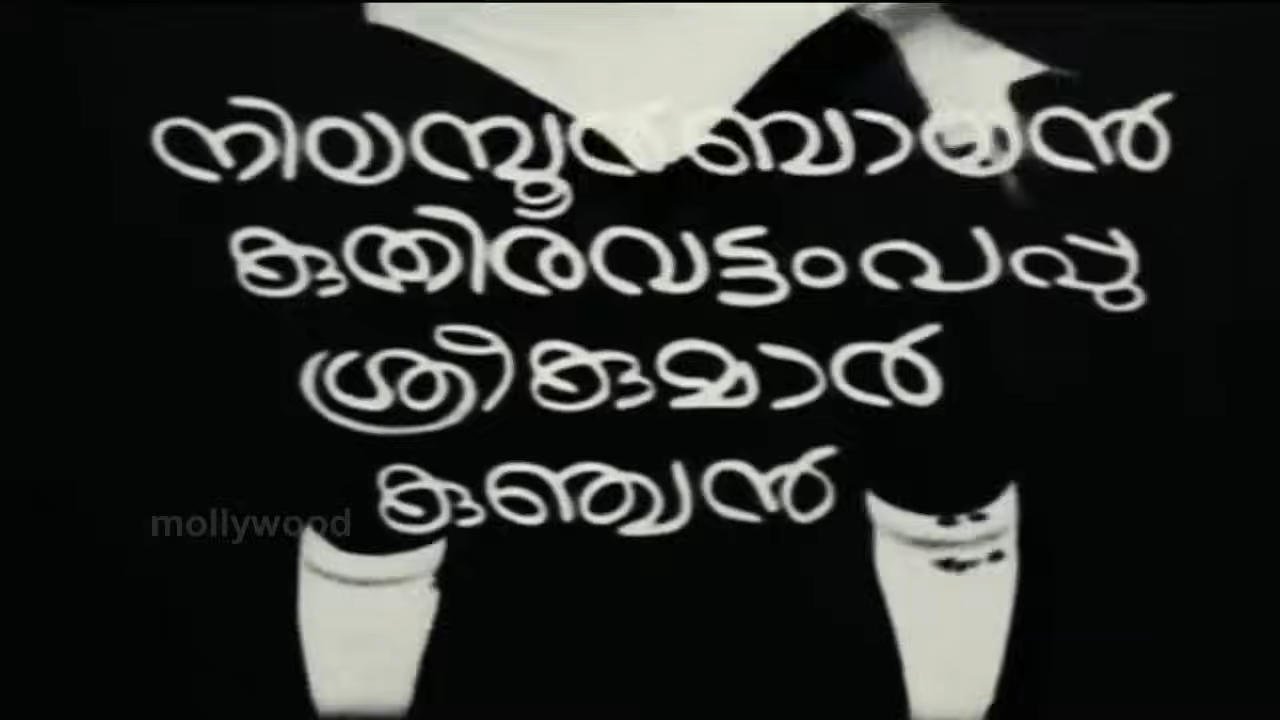 നിലമ്പൂർ ബാലൻ
കുതിരവട്ടം പപ്പു
ശ്രീകുമാർ
കുഞ്ചൻ
mollywood